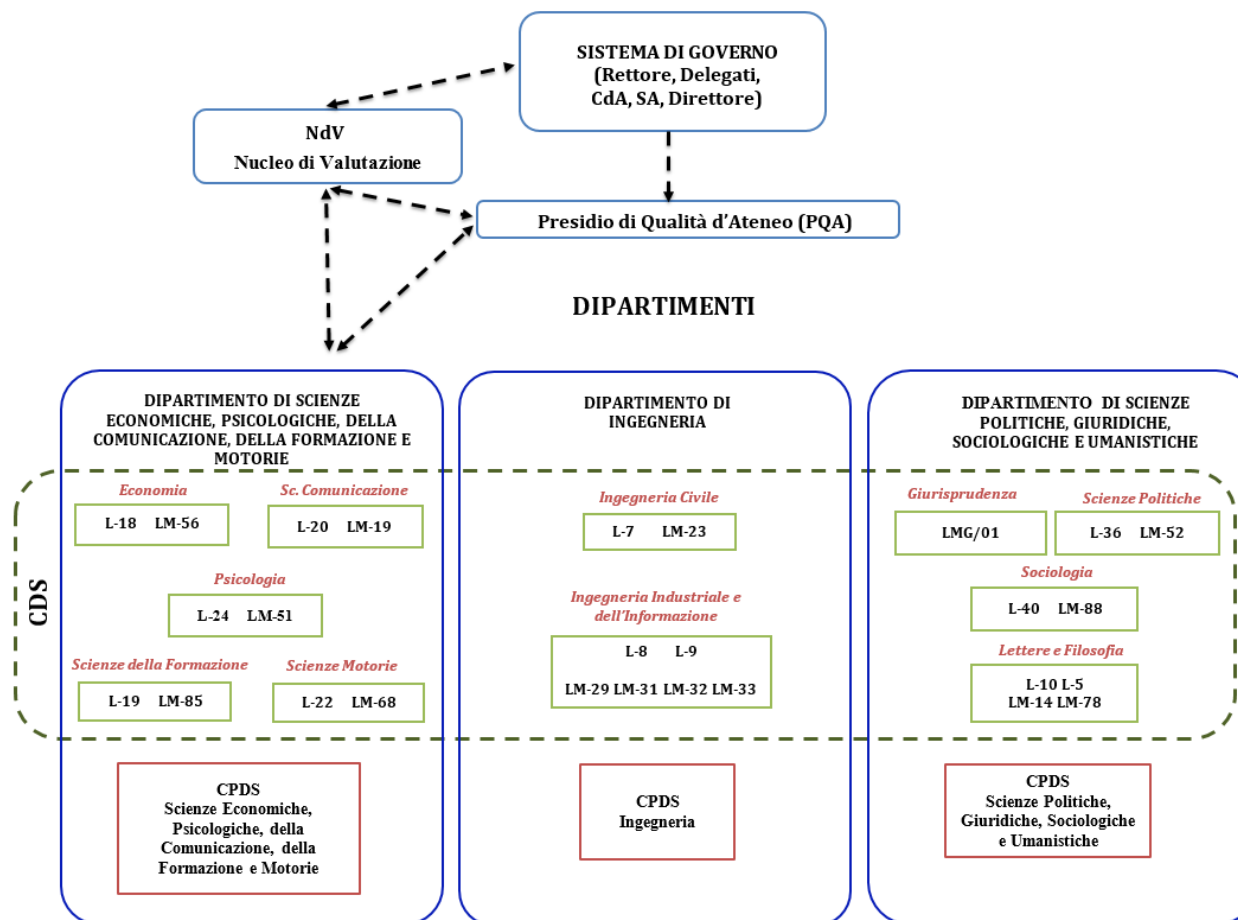 SISTEMA DI GOVERNO
(Rettore, Delegati,
CdA, SA, Direttore)
NdV
Nucleo di Valutazione
Presidio di Qualità d’Ateneo (PQA)
DIPARTIMENTI
DIPARTIMENTO DI SCIENZE
ECONOMICHE, PSICOLOGICHE, DELLA
COMUNICAZIONE, DELLA FORMAZIONE E
MOTORIE
DIPARTIMENTO DI
INGEGNERIA
DIPARTIMENTO DI SCIENZE
POLITICHE, GIURIDICHE,
SOCIOLOGICHE E UMANISTICHE
CDS
Economia
L-18 LM-56
Sc. Comunicazione
L-20 LM-19
Psicologia
L-24 LM-51
Scienze della Formazione
L-19 LM-85
Scienze Motorie
L-22 LM-68
Ingegneria Civile
L-7 LM-23
Ingegneria Industriale e
dell’Informazione
L-8 L-9
LM-29 LM-31 LM-32 LM-33
Giurisprudenza
LMG/01
Scienze Politiche
L-36 LM-52
Sociologia
L-40 LM-88
Lettere e Filosofia
L-10 L-5
LM-14 LM-78
CPDS
Scienze Economiche,
Psicologiche, della
Comunicazione, della
Formazione e Motorie
CPDS
Ingegneria
CPDS
Scienze Politiche,
Giuridiche, Sociologiche
e Umanistiche